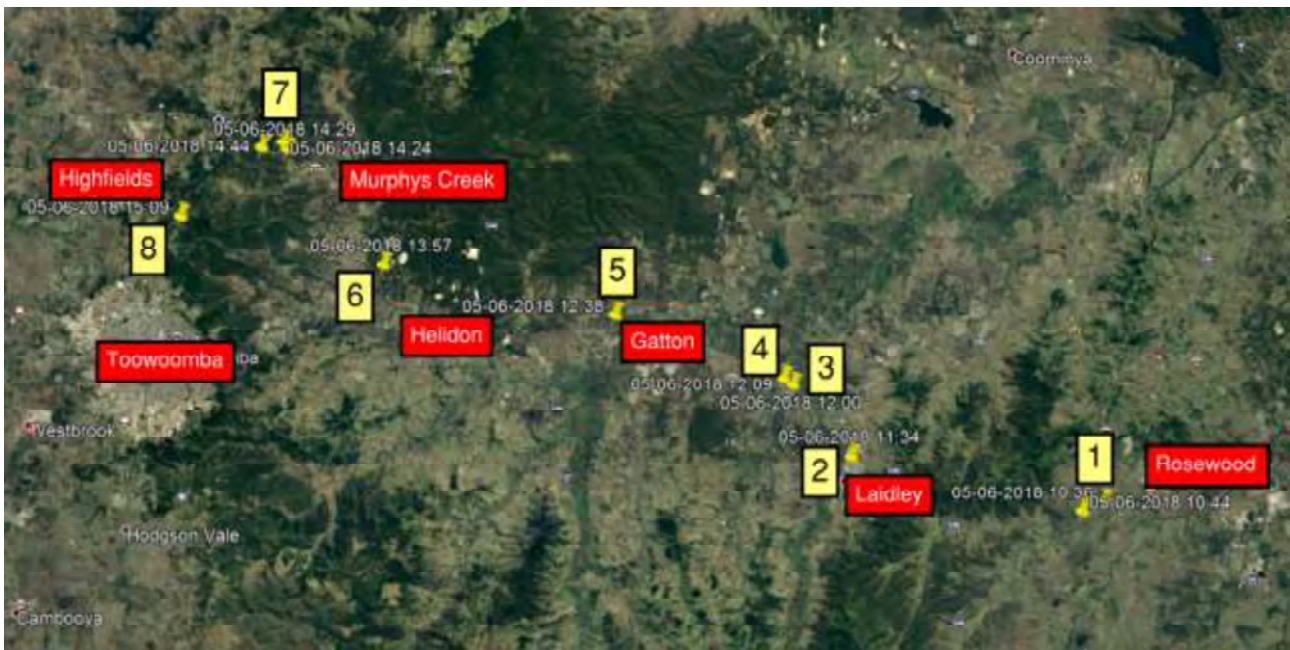 Coominya
7
05-06-2018 14.29
05-06-2018 14.44
05-06-2018 14.24
Highfields
Murphys Creek
05-06-2018 15.09
8
05-06-2018 13.57
6
5
05-06-2018 12.38
Helidon
Gatton
Toowoomba
4
3
05-06-2018 12.09
05-06-2018 12.00
Westbrook
05-06-2018 11.34
2
Laidley
1
Rosewood
05-06-2018 10.36
05-06-2018 10.44
Hodgson Vale
Cambooya